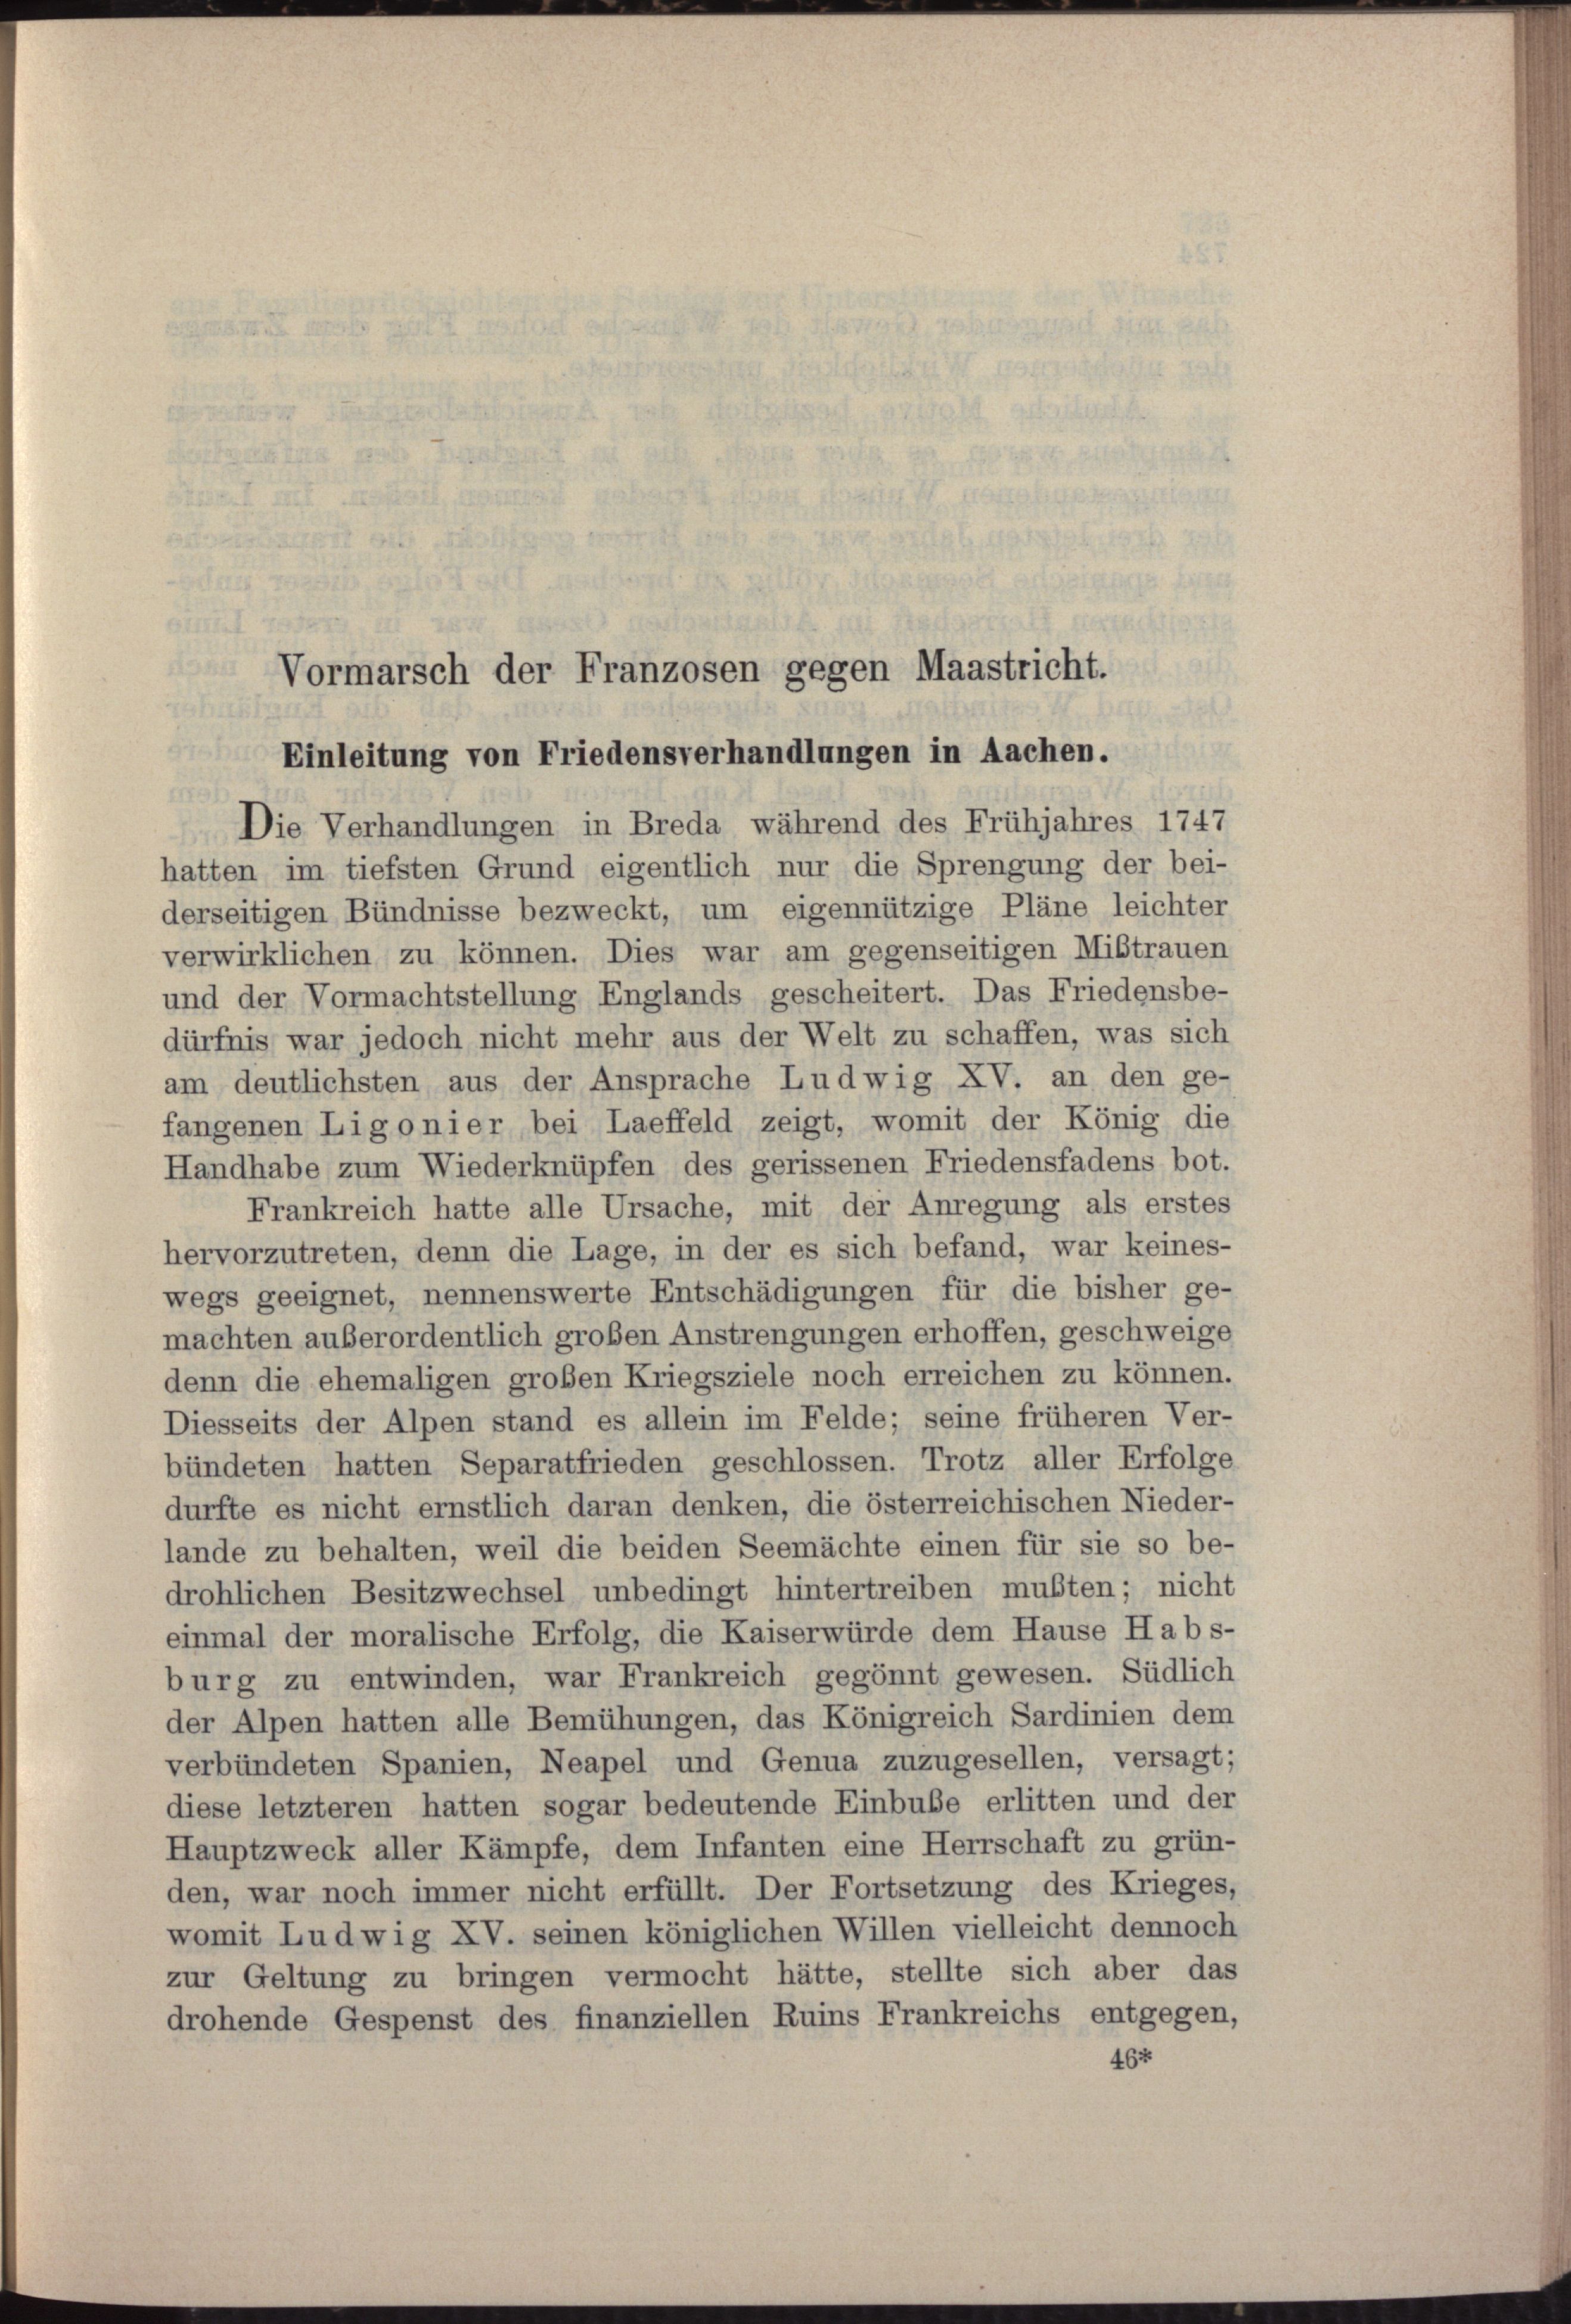 Vormarsch der Franzosen gegen Maastricht.
Einleitung von Friedensverhandlungen in Aachen.
Die Verhandlungen in Breda während des Frühjahres 1747
hatten im tiefsten Grund eigentlich nur die Sprengung der bei-
derseitigen Bündnisse bezweckt, um eigennützige Pläne leichter
verwirklichen zu können. Dies war am gegenseitigen Mißtrauen
und der Vormachtstellung Englands gescheitert. Das Friedensbe-
dürfnis war jedoch nicht mehr aus der Welt zu schaffen, was sich
am deutlichsten aus der Ansprache Ludwig XV. an den ge-
fangenen Ligonier bei Laeffeld zeigt, womit der König die
Handhabe zum Wiederknüpfen des gerissenen Friedensfadens bot.
Frankreich hatte alle Ursache, mit der Anregung als erstes
hervorzutreten, denn die Lage, in der es sich befand, war keines-
wegs geeignet, nennenswerte Entschädigungen für die bisher ge-
machten außerordentlich großen Anstrengungen erhoffen, geschweige
denn die ehemaligen großen Kriegsziele noch erreichen zu können.
Diesseits der Alpen stand es allein im Felde; seine früheren Ver-
bündeten hatten Separatfrieden geschlossen. Trotz aller Erfolge
durfte es nicht ernstlich daran denken, die österreichischen Nieder-
lande zu behalten, weil die beiden Seemächte einen für sie so be-
drohlichen Besitzwechsel unbedingt hintertreiben mußten; nicht
einmal der moralische Erfolg, die Kaiserwürde dem Hause Habs-
burg zu entwinden, war Frankreich gegönnt gewesen. Südlich
der Alpen hatten alle Bemühungen, das Königreich Sardinien dem
verbündeten Spanien, Neapel und Genua zuzugesellen, versagt;
diese letzteren hatten sogar bedeutende Einbuße erlitten und der
Hauptzweck aller Kämpfe, dem Infanten eine Herrschaft zu grün-
den, war noch immer nicht erfüllt. Der Fortsetzung des Krieges,
womit Ludwig XV. seinen königlichen Willen vielleicht dennoch
zur Geltung zu bringen vermocht hätte, stellte sich aber das
drohende Gespenst des finanziellen Ruins Frankreichs entgegen,
46*